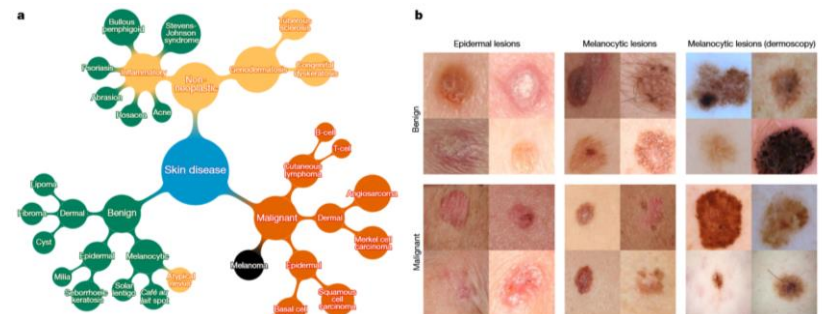 a
Bullous
pemphigoid
Stevens-
Johnson
syndrome
Psoriasis
Inflammatory
Abrasion
Rosacea
Acne
Non-
neoplastic
Genodermatosis
Tuberous
sclerosis
Congenital
dyskeratosis
Skin disease
Lipoma
Fibroma
Dermal
Cyst
Benign
Epidermal
Melanocytic
Milia
Seborrhoeic
keratosis
Solar
lentigo
Café au
lait spot
Atypical
nevus
Malignant
Cutaneous
lymphoma
B-cell
T-cell
Dermal
Angiosarcoma
Merkel cell
carcinoma
Melanoma
Epidermal
Basal cell
Squamous
cell
carcinoma
b
Epidermal lesions
Melanocytic lesions
Melanocytic lesions (dermoscopy)
Benign
Malignant